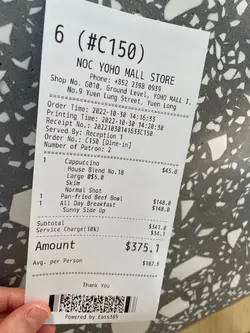 6 (#C150)
NOC YOHO MALL STORE
Phone: +852 2398 0939
Shop No. G010, Ground Level, YOHO MALL I,
No.9 Yuen Lung Street, Yuen Long
Order Time: 2022-10-30 14:16:33
Printing Time: 2022-10-30 14:20:30
Receipt No.: 20221030141633C150
Served By: Reception 1
Order No.: C150 [Dine-in]
Number of Patron: 2
1 Cappuccino $45.0
House Blend No.18
Large @$5.0
Skim
Normal Shot
1 Pan-fried Beef Bowl $148.0
1 All Day Breakfast $148.0
Sunny Side Up
Subtotal $341.0
Service Charge(10%) $34.1
Amount $375.1
Avg. per Person $187.5
Thank You
Powered by Eats365